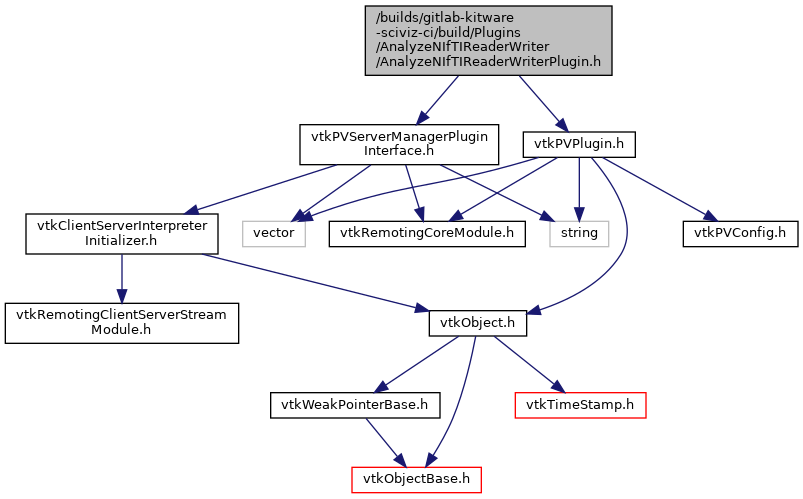 /builds/gitlab-kitware
-sciviz-ci/build/Plugins
/AnalyzeNIfTIReaderWriter
/AnalyzeNIfTIReaderWriterPlugin.h
vtkPVServerManagerPlugin
Interface.h
vtkPVPlugin.h
vtkClientServerInterpreter
Initializer.h
vector
vtkRemotingCoreModule.h
string
vtkPVConfig.h
vtkRemotingClientServerStream
Module.h
vtkObject.h
vtkWeakPointerBase.h
vtkTimeStamp.h
vtkObjectBase.h